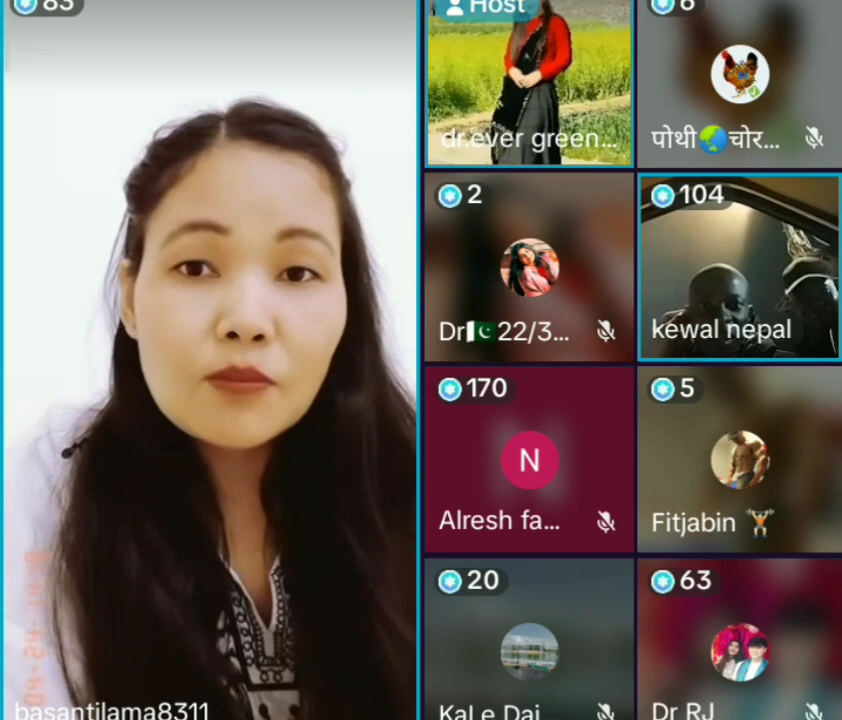 83
basantilama8311
Host
dr.ever green...
6
पोथी🌏चोर...
2
Dr🇵🇰22/3...
104
kewal nepal
170
N
Alresh fa...
5
Fitjabin 🏋
20
KaLe Dai...
63
Dr RJ